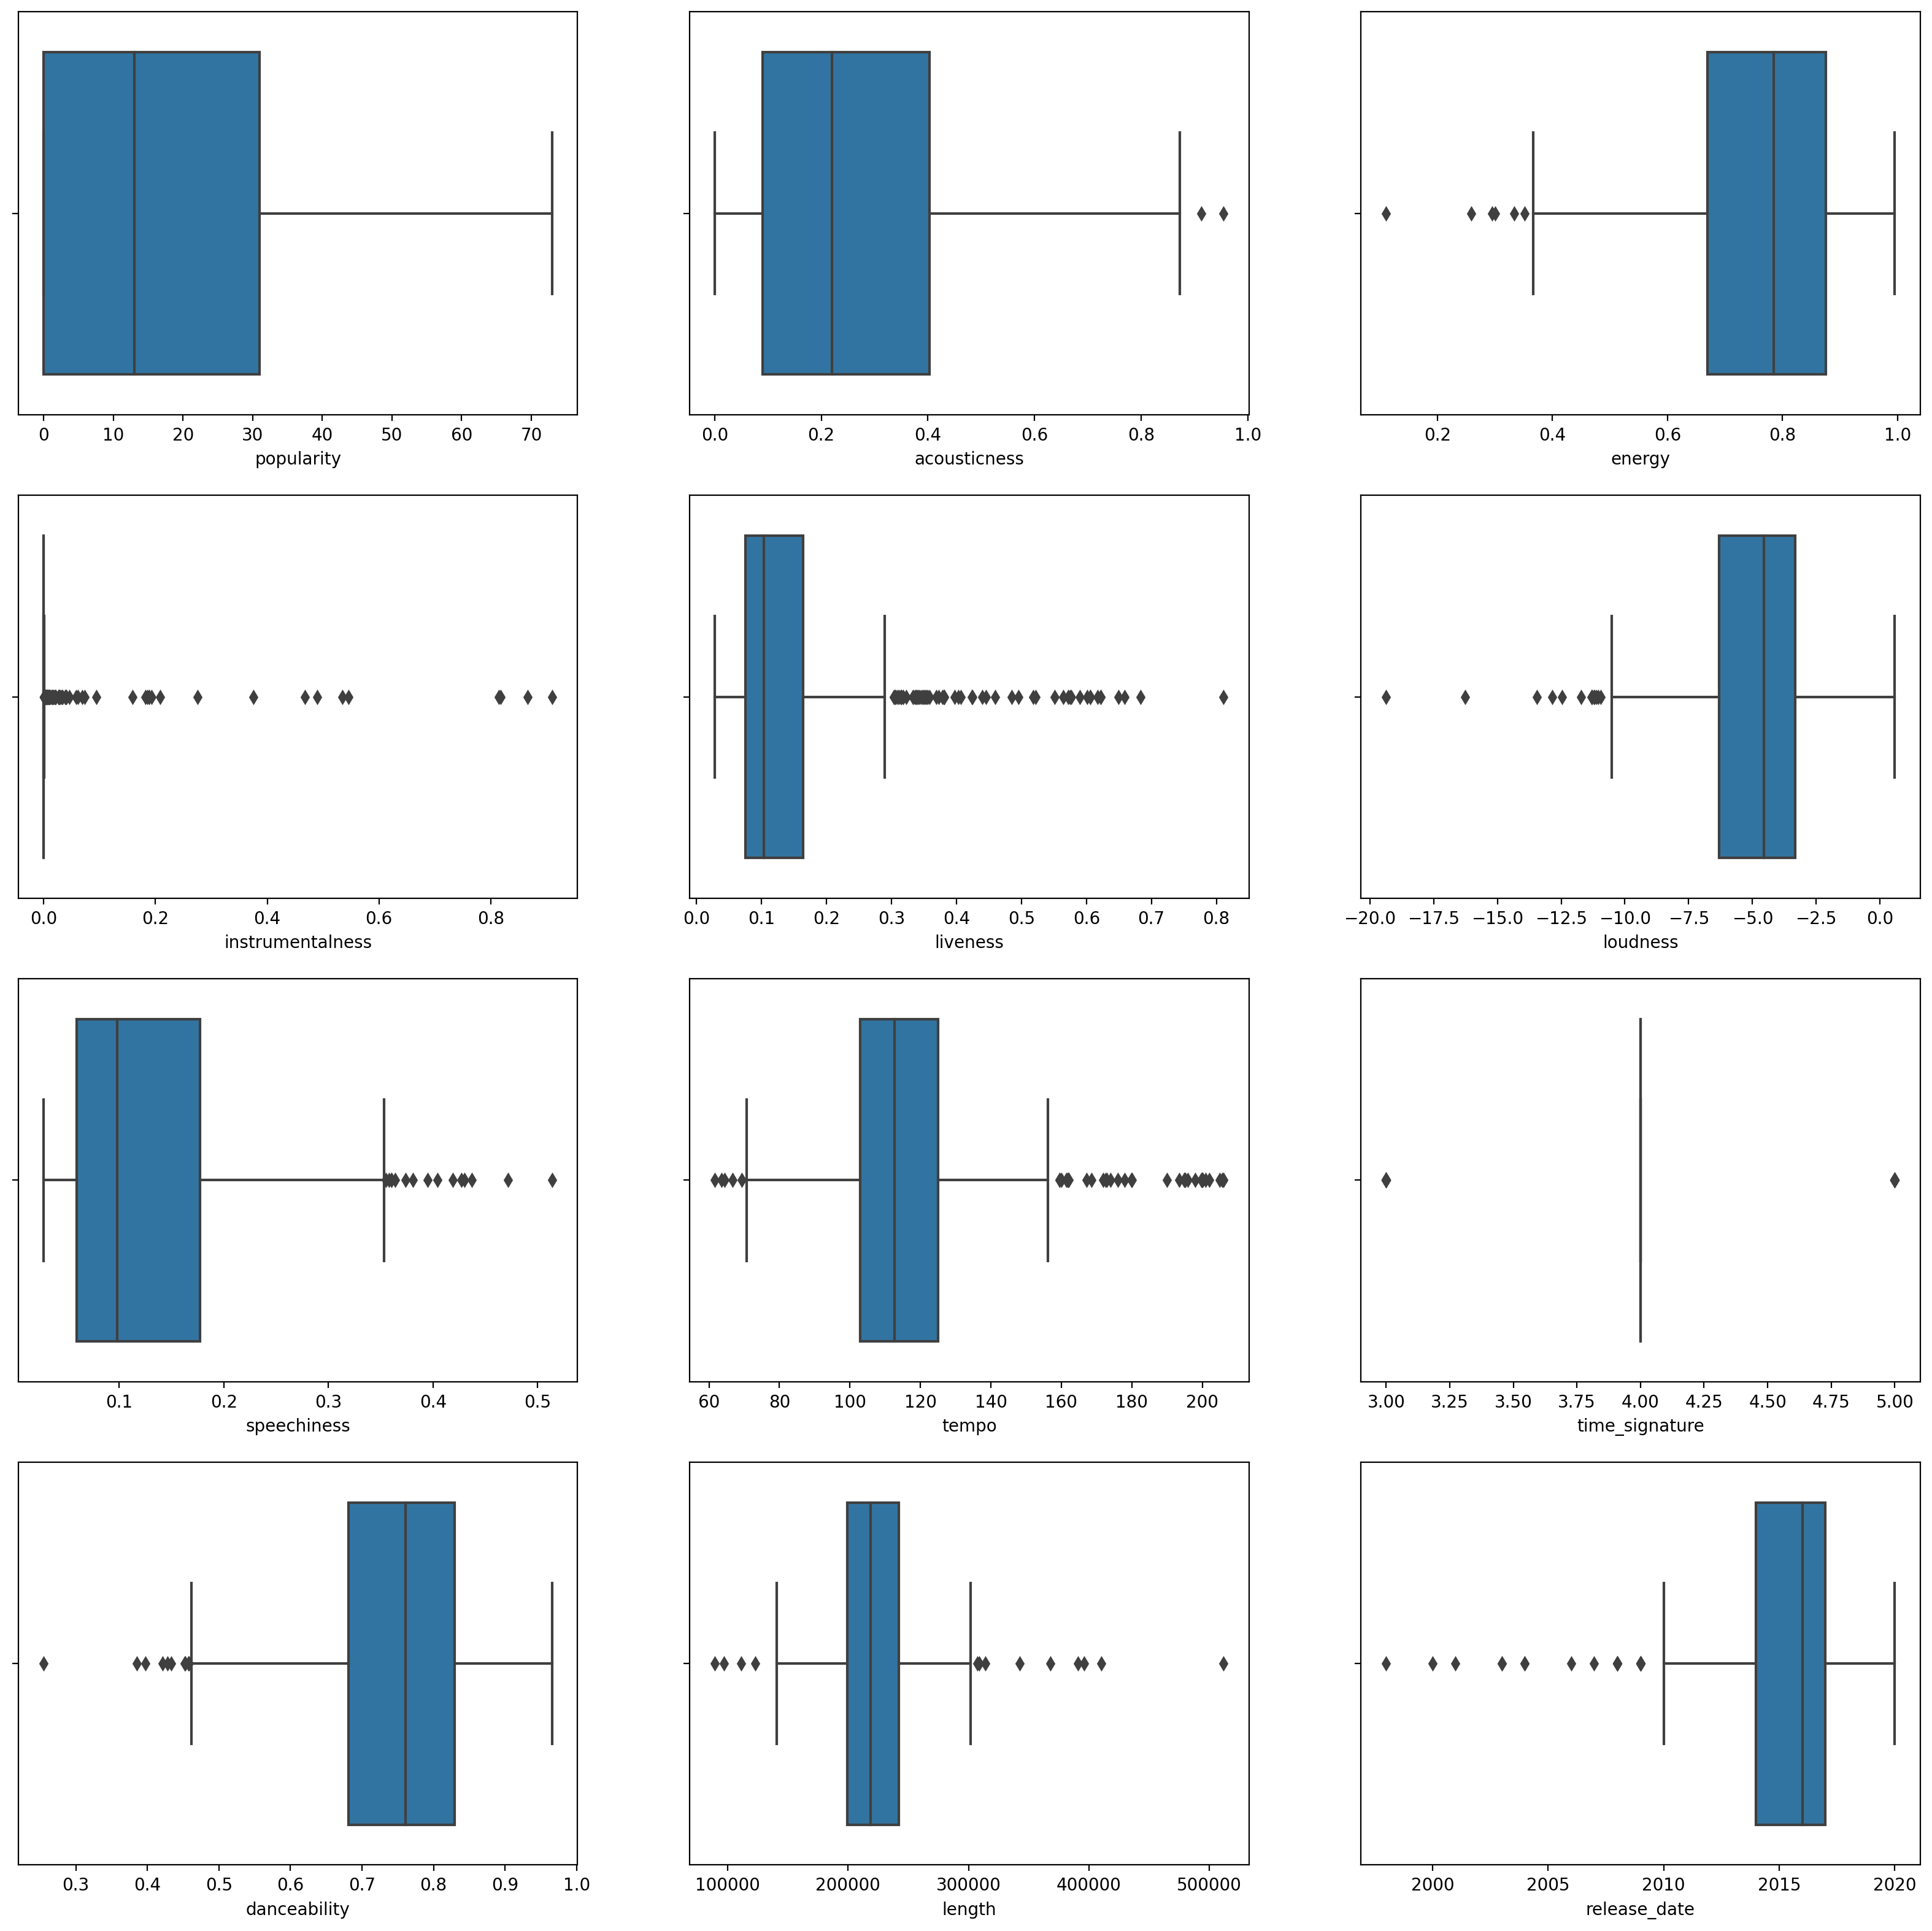 0 10 20 30 40 50 60 70
popularity
0.0 0.2 0.4 0.6 0.8 1.0
acousticness
0.2 0.4 0.6 0.8 1.0
energy
0.0 0.2 0.4 0.6 0.8
instrumentalness
0.0 0.1 0.2 0.3 0.4 0.5 0.6 0.7 0.8
liveness
−20.0 −17.5 −15.0 −12.5 −10.0 −7.5 −5.0 −2.5 0.0
loudness
0.1 0.2 0.3 0.4 0.5
speechiness
60 80 100 120 140 160 180 200
tempo
3.00 3.25 3.50 3.75 4.00 4.25 4.50 4.75 5.00
time_signature
0.3 0.4 0.5 0.6 0.7 0.8 0.9 1.0
danceability
100000 200000 300000 400000 500000
length
2000 2005 2010 2015 2020
release_date